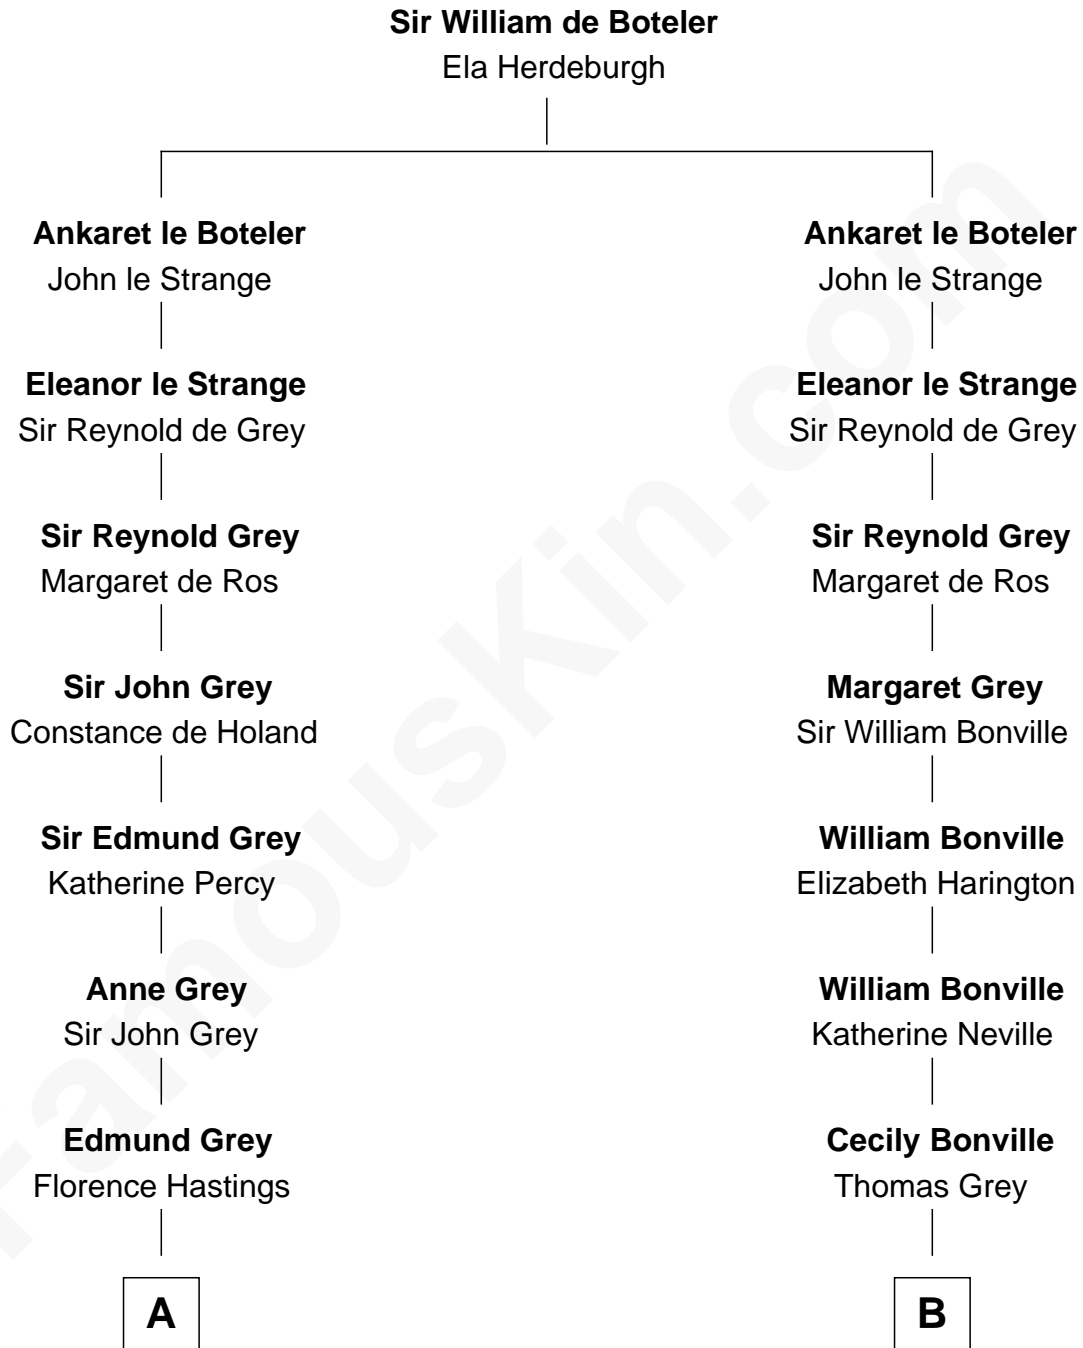 Sir William de Boteler
Ela Herdeburgh
Ankaret le Boteler
John le Strange
Ankaret le Boteler
John le Strange
Eleanor le Strange
Sir Reynold de Grey
Eleanor le Strange
Sir Reynold de Grey
Sir Reynold Grey
Margaret de Ros
Sir Reynold Grey
Margaret de Ros
Sir John Grey
Constance de Holand
Margaret Grey
Sir William Bonville
Sir Edmund Grey
Katherine Percy
William Bonville
Elizabeth Harington
Anne Grey
Sir John Grey
William Bonville
Katherine Neville
Edmund Grey
Florence Hastings
Cecily Bonville
Thomas Grey
A
B
FamousKin.com